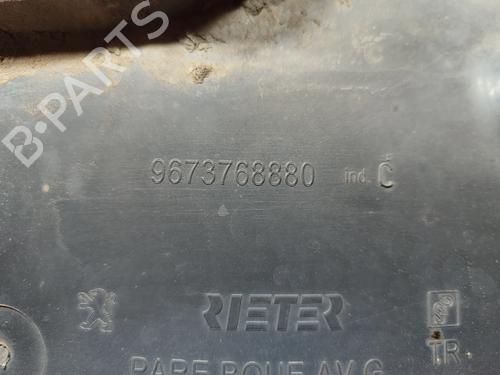 B-PARTS
9673768880 ind. C
RIETER
TR
PARE BOUE AV G